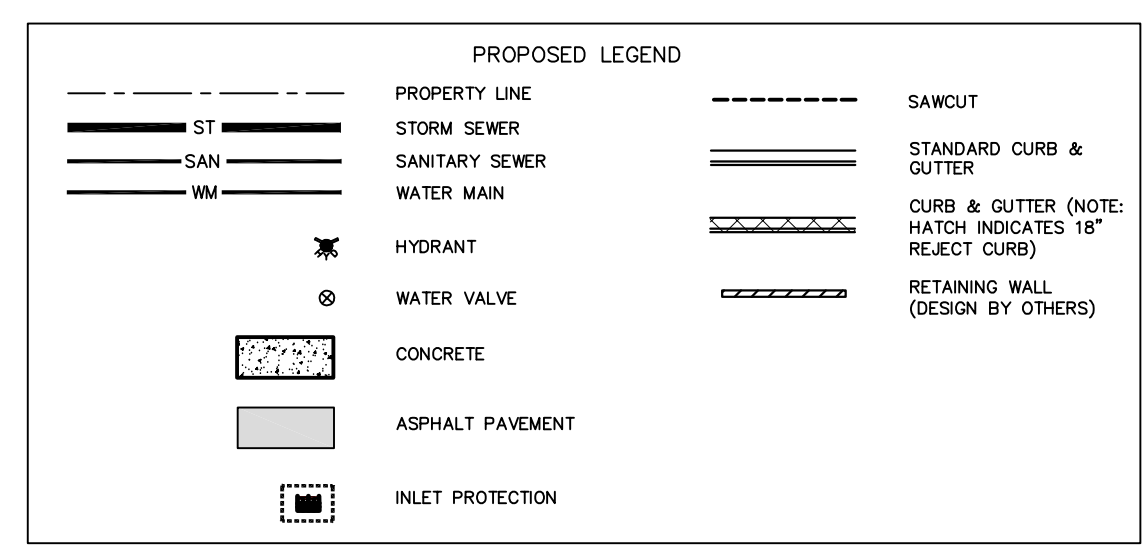 PROPOSED LEGEND
PROPERTY LINE
ST
STORM SEWER
SAN
SANITARY SEWER
WM
WATER MAIN
HYDRANT
WATER VALVE
CONCRETE
ASPHALT PAVEMENT
INLET PROTECTION
SAWCUT
STANDARD CURB &
GUTTER
CURB & GUTTER (NOTE:
HATCH INDICATES 18"
REJECT CURB)
RETAINING WALL
(DESIGN BY OTHERS)